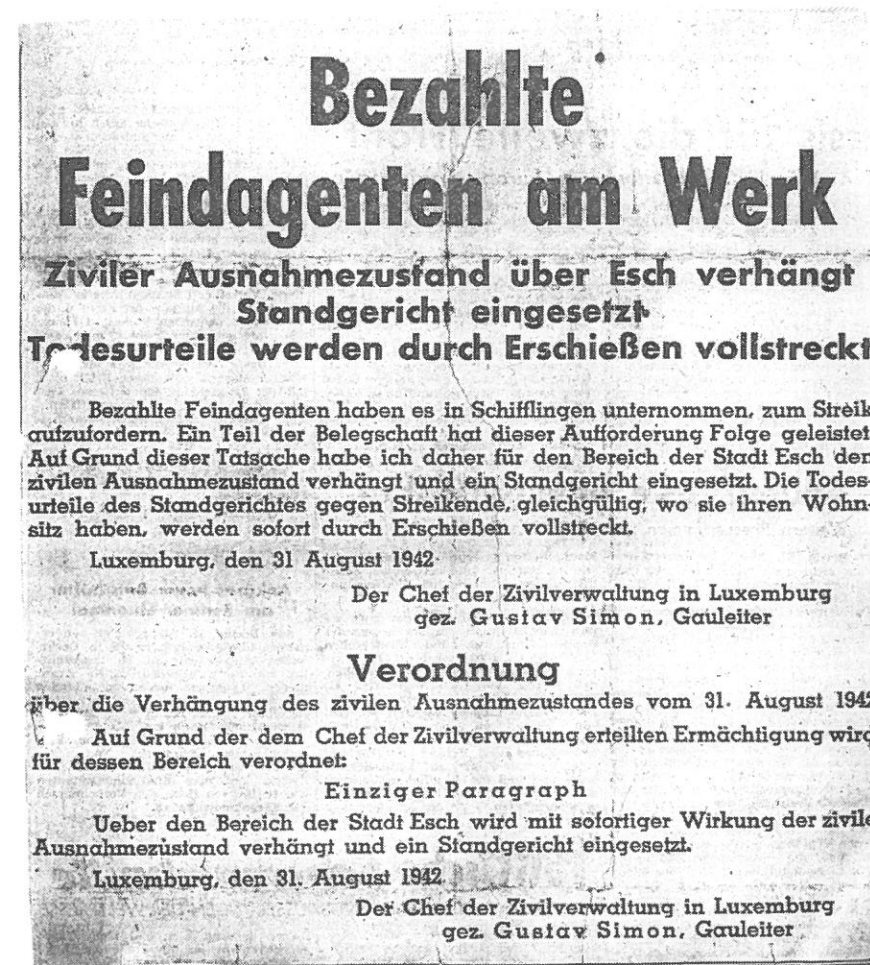 Bezahlte
Feindagenten am Werk
Ziviler Ausnahmezustand über Esch verhängt
Standgericht eingesetzt
Todesurteile werden durch Erschießen vollstreckt
Bezahlte Feindagenten haben es in Schifflingen unternommen, zum Streik
aufzufordern. Ein Teil der Belegschaft hat dieser Aufforderung Folge geleistet
Auf Grund dieser Tatsache habe ich daher für den Bereich der Stadt Esch den
zivilen Ausnahmezustand verhängt und ein Standgericht eingesetzt. Die Todes-
urteile des Standgerichtes gegen Streikende, gleichgültig, wo sie ihren Wohn-
sitz haben, werden sofort durch Erschießen vollstreckt.
Luxemburg, den 31 August 1942
Der Chef der Zivilverwaltung in Luxemburg
gez. Gustav Simon, Gauleiter
Verordnung
über die Verhängung des zivilen Ausnahmezustandes vom 31. August 1942
Auf Grund der dem Chef der Zivilverwaltung erteilten Ermächtigung wird
für dessen Bereich verordnet:
Einziger Paragraph
Ueber den Bereich der Stadt Esch wird mit sofortiger Wirkung der zivile
Ausnahmezustand verhängt und ein Standgericht eingesetzt.
Luxemburg, den 31. August 1942
Der Chef der Zivilverwaltung in Luxemburg
gez. Gustav Simon, Gauleiter